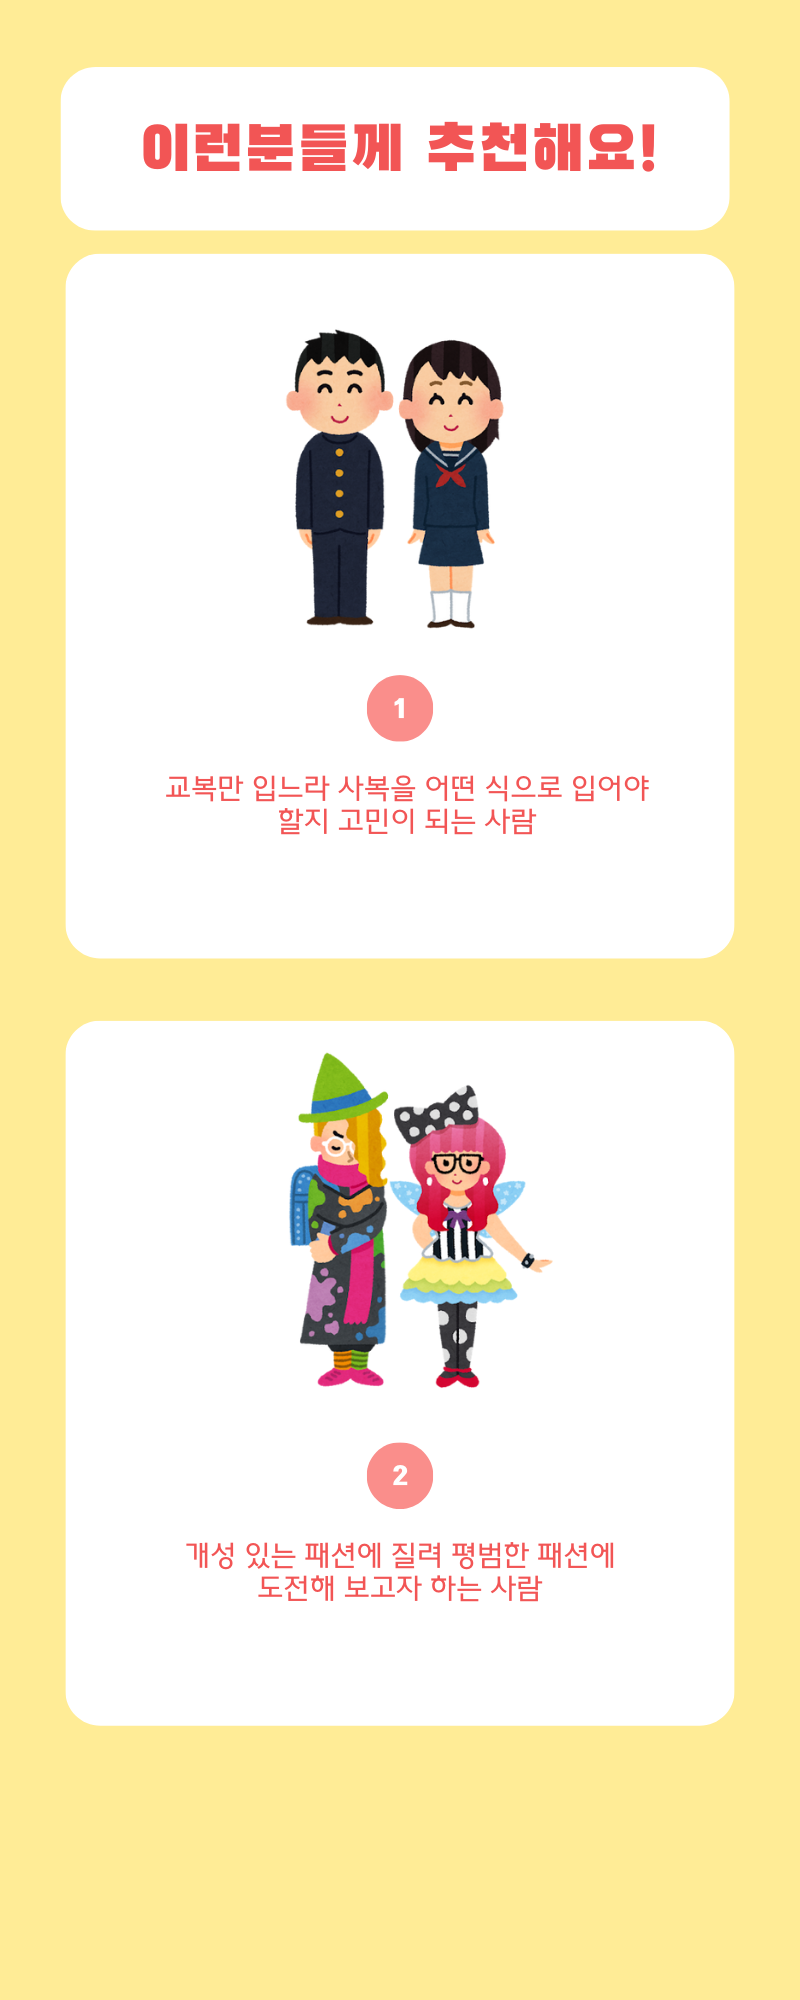 이런분들께 추천해요!
1
교복만 입느라 사복을 어떤 식으로 입어야
할지 고민이 되는 사람
2
개성 있는 패션에 질려 평범한 패션에
도전해 보고자 하는 사람